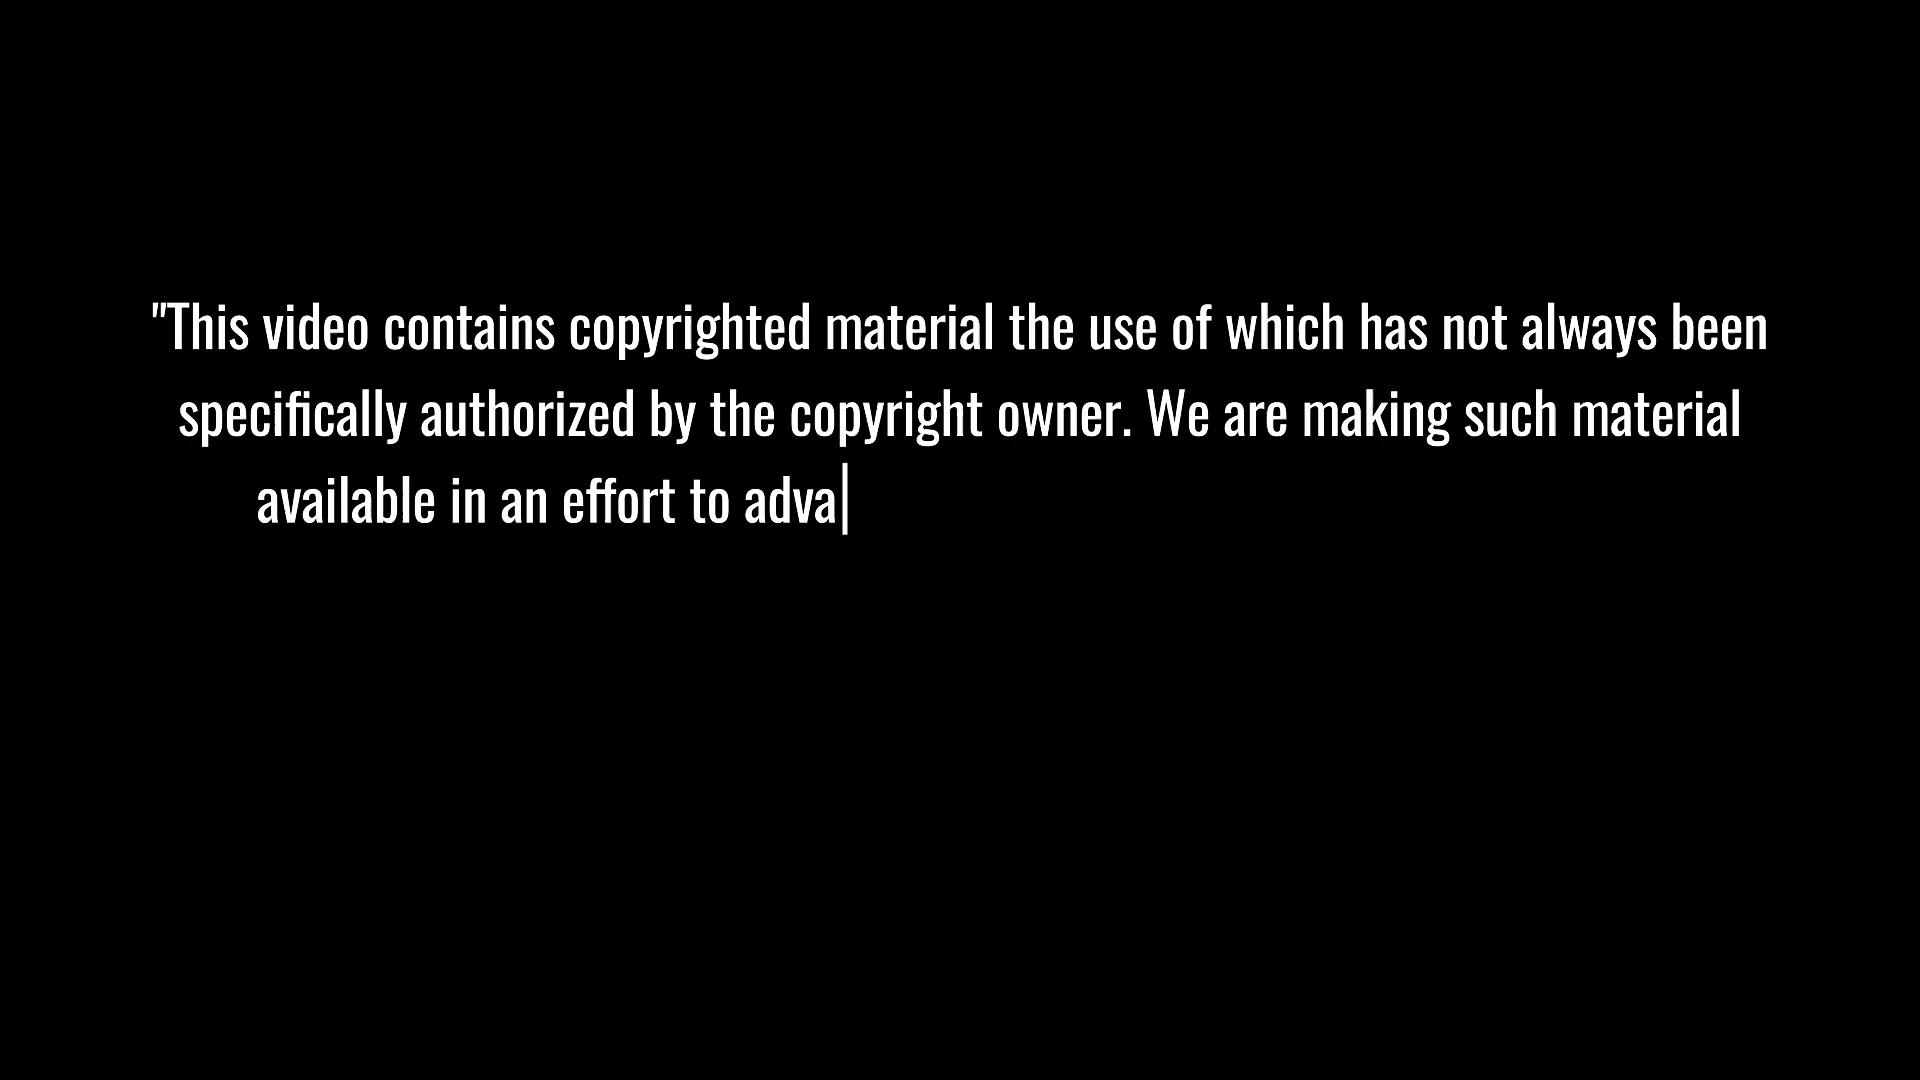 "This video contains copyrighted material the use of which has not always been
specifically authorized by the copyright owner. We are making such material
available in an effort to adva